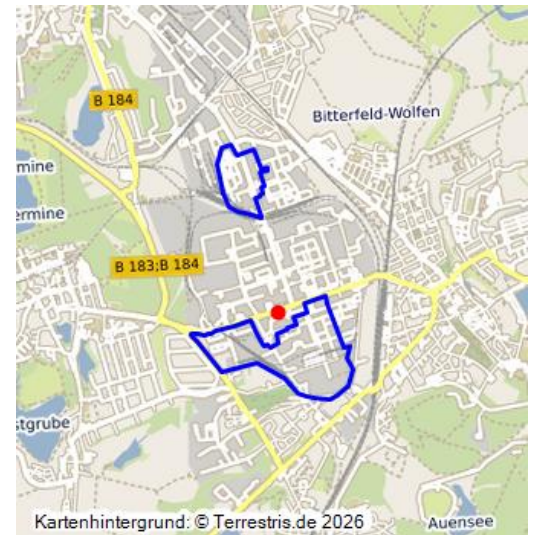 B 184
Bitterfeld-Wolfen
mine
ermine
B 183;B 184
stgrube
Kartenhintergrund: © Terrestris.de 2026
Auensee